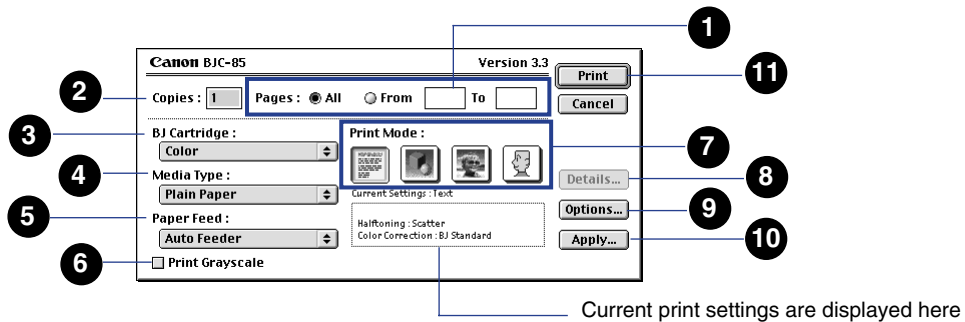 1
Canon BJC-85 Version 3.3
Print
11
2
Copies : 1 Pages : All From To
Cancel
3
BJ Cartridge :
Color
Print Mode :
7
4
Media Type :
Plain Paper
Details...
8
Current Settings : Text
5
Paper Feed :
Auto Feeder
Halftoning : Scatter
Color Correction : BJ Standard
Options...
9
Apply...
10
6
Print Grayscale
Current print settings are displayed here